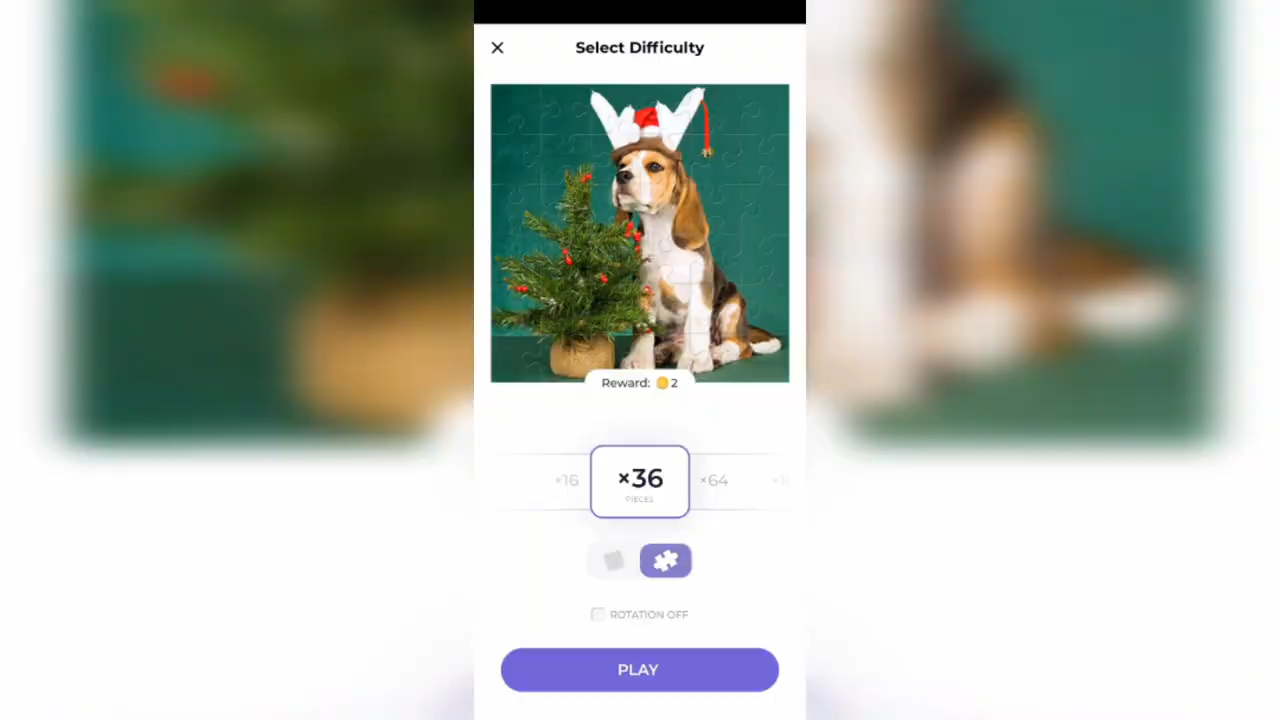 Select Difficulty
Reward: 2
×16
×36
PIECES
×64
ROTATION OFF
PLAY